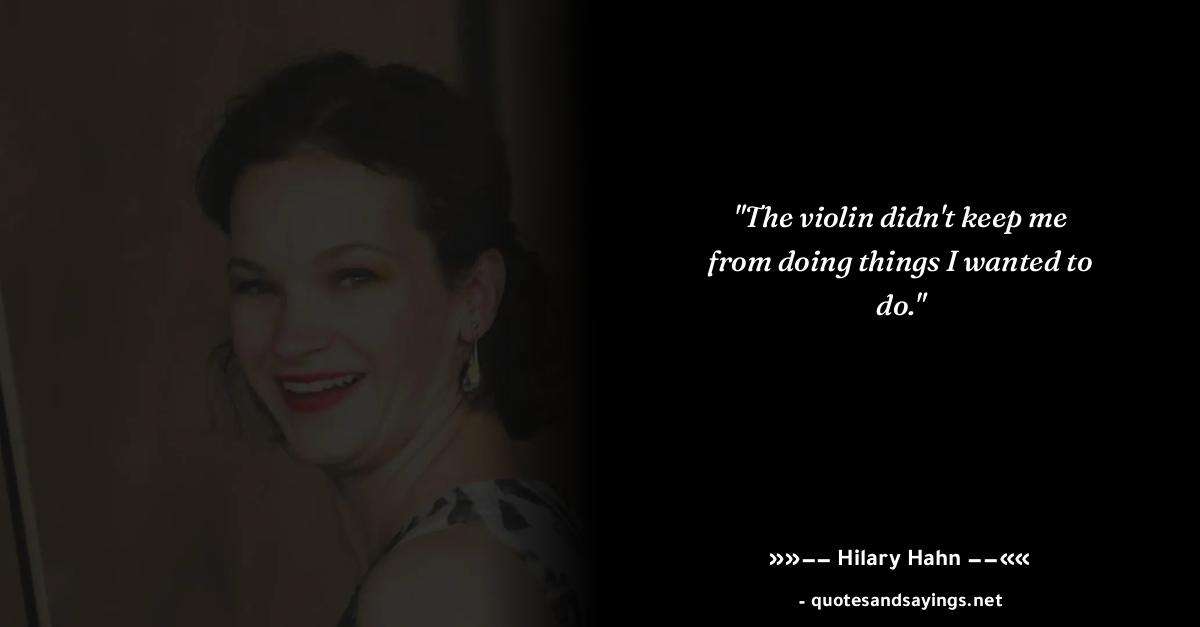 "The violin didn't keep me
from doing things I wanted to
do."
»»−− Hilary Hahn −−««
- quotesandsayings.net